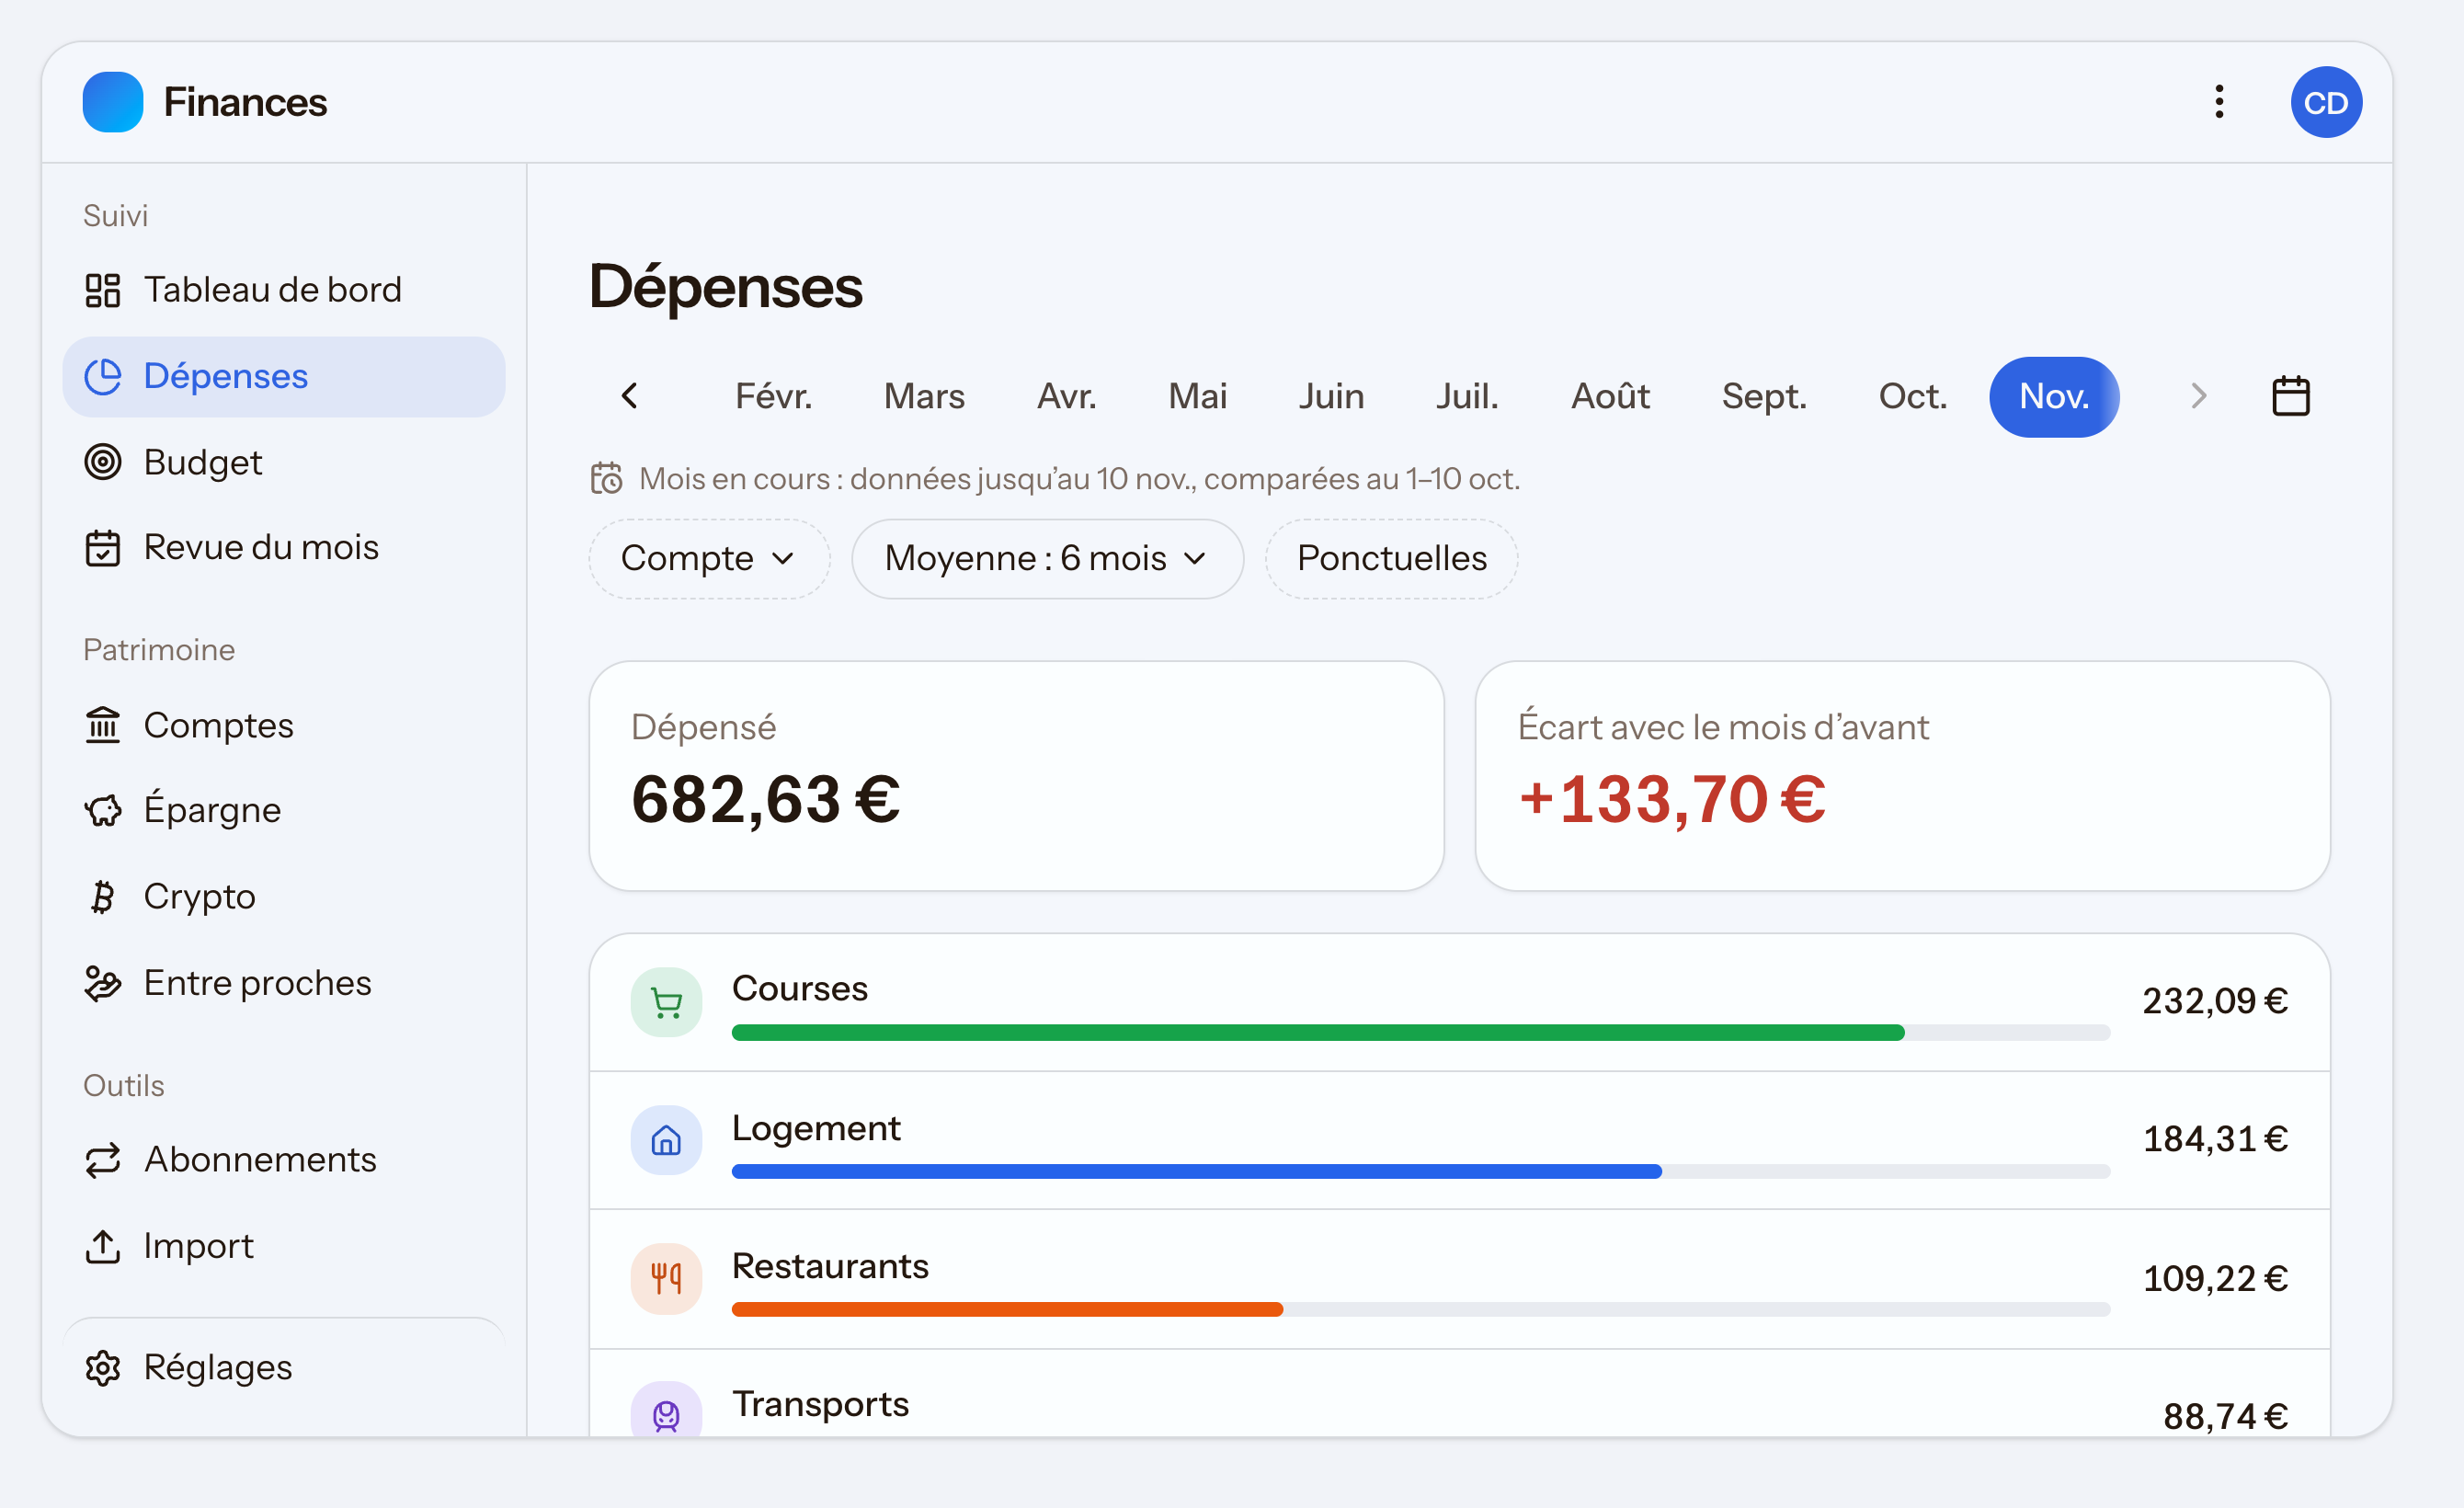 Finances
CD
Suivi
Tableau de bord
Dépenses
Budget
Revue du mois
Patrimoine
Comptes
Épargne
Crypto
Entre proches
Outils
Abonnements
Import
Réglages
Dépenses
Févr. Mars Avr. Mai Juin Juil. Août Sept. Oct. Nov.
Mois en cours : données jusqu’au 10 nov., comparées au 1–10 oct.
Compte Moyenne : 6 mois Ponctuelles
Dépensé
682,63 €
Écart avec le mois d’avant
+133,70 €
Courses
232,09 €
Logement
184,31 €
Restaurants
109,22 €
Transports
88,74 €